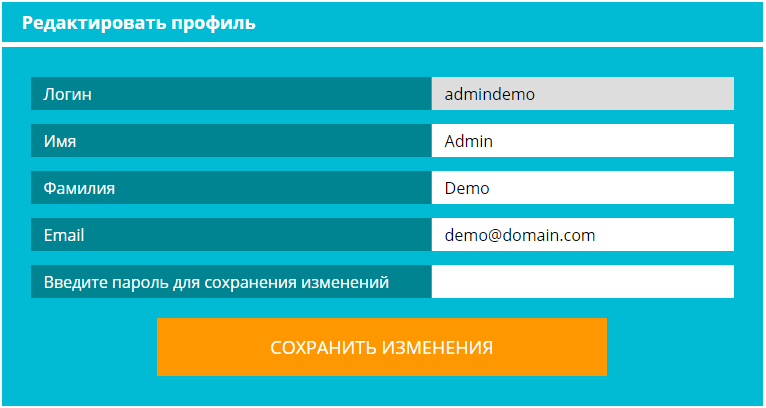 Редактировать профиль
Логин admindemo
Имя Admin
Фамилия Demo
Email demo@domain.com
Введите пароль для сохранения изменений
СОХРАНИТЬ ИЗМЕНЕНИЯ